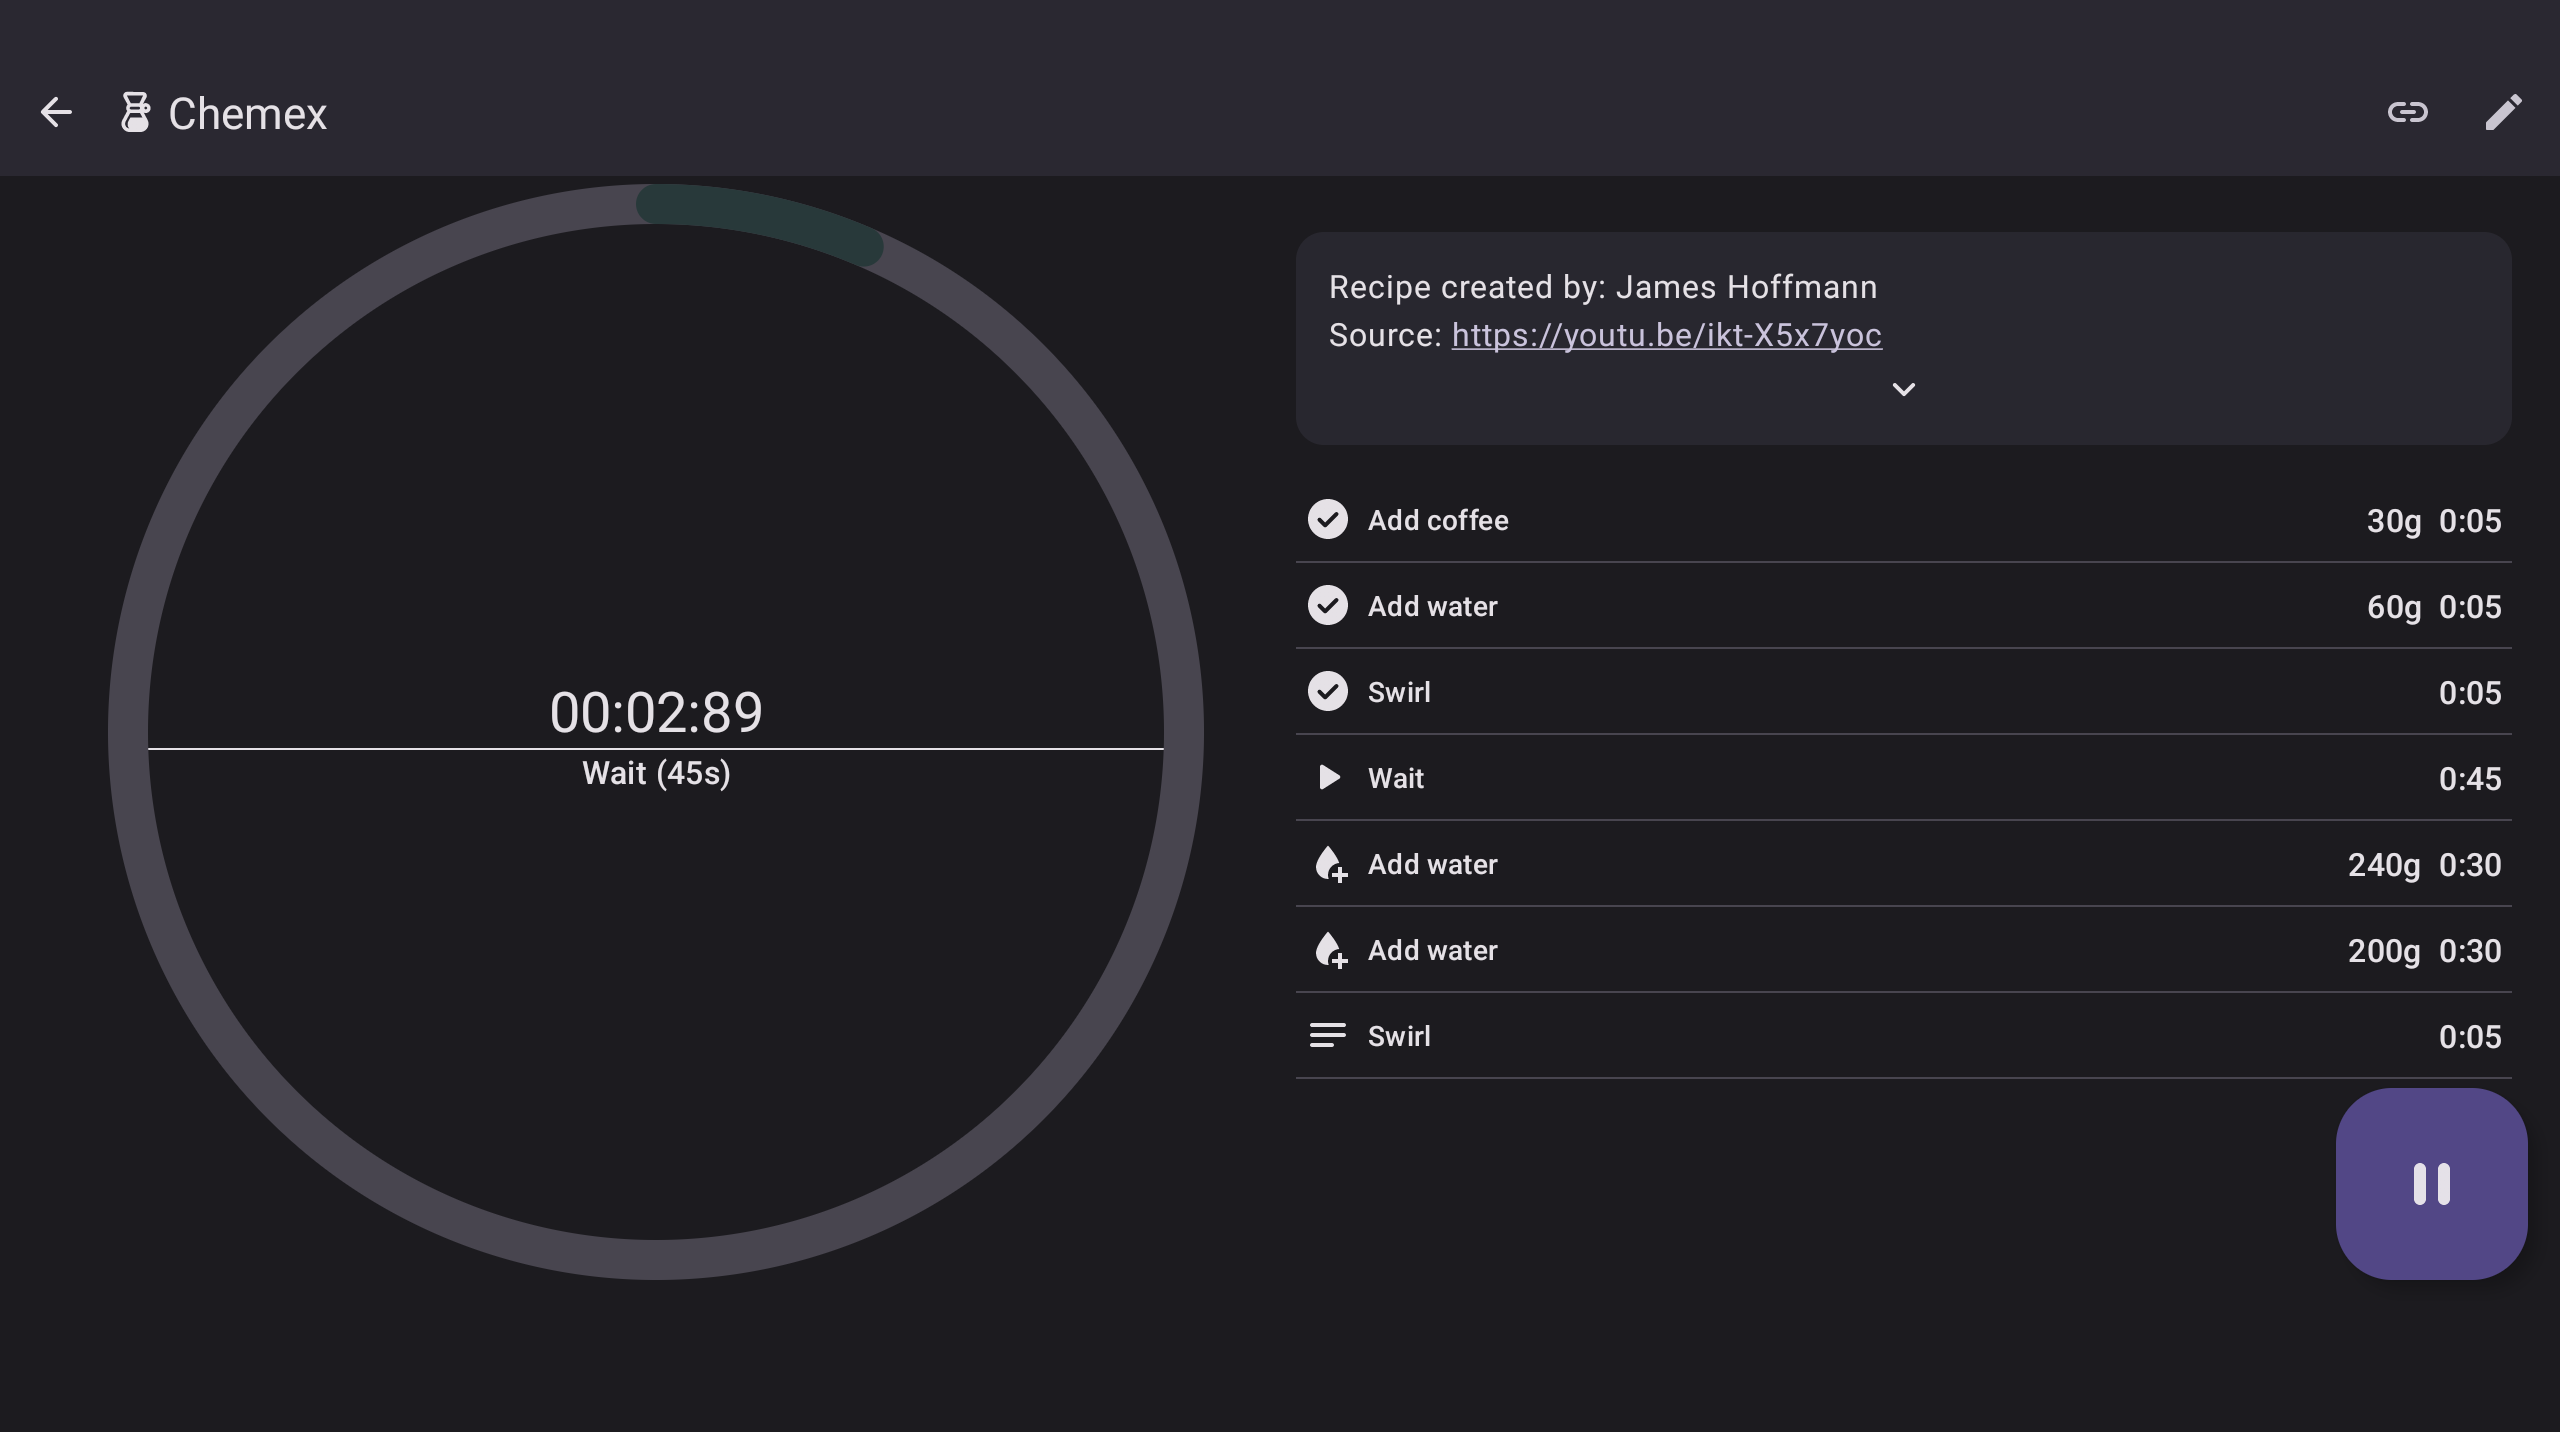 Chemex
00:02:89
Wait (45s)
Recipe created by: James Hoffmann
Source: https://youtu.be/ikt-X5x7yoc
Add coffee 30g 0:05
Add water 60g 0:05
Swirl 0:05
Wait 0:45
Add water 240g 0:30
Add water 200g 0:30
Swirl 0:05